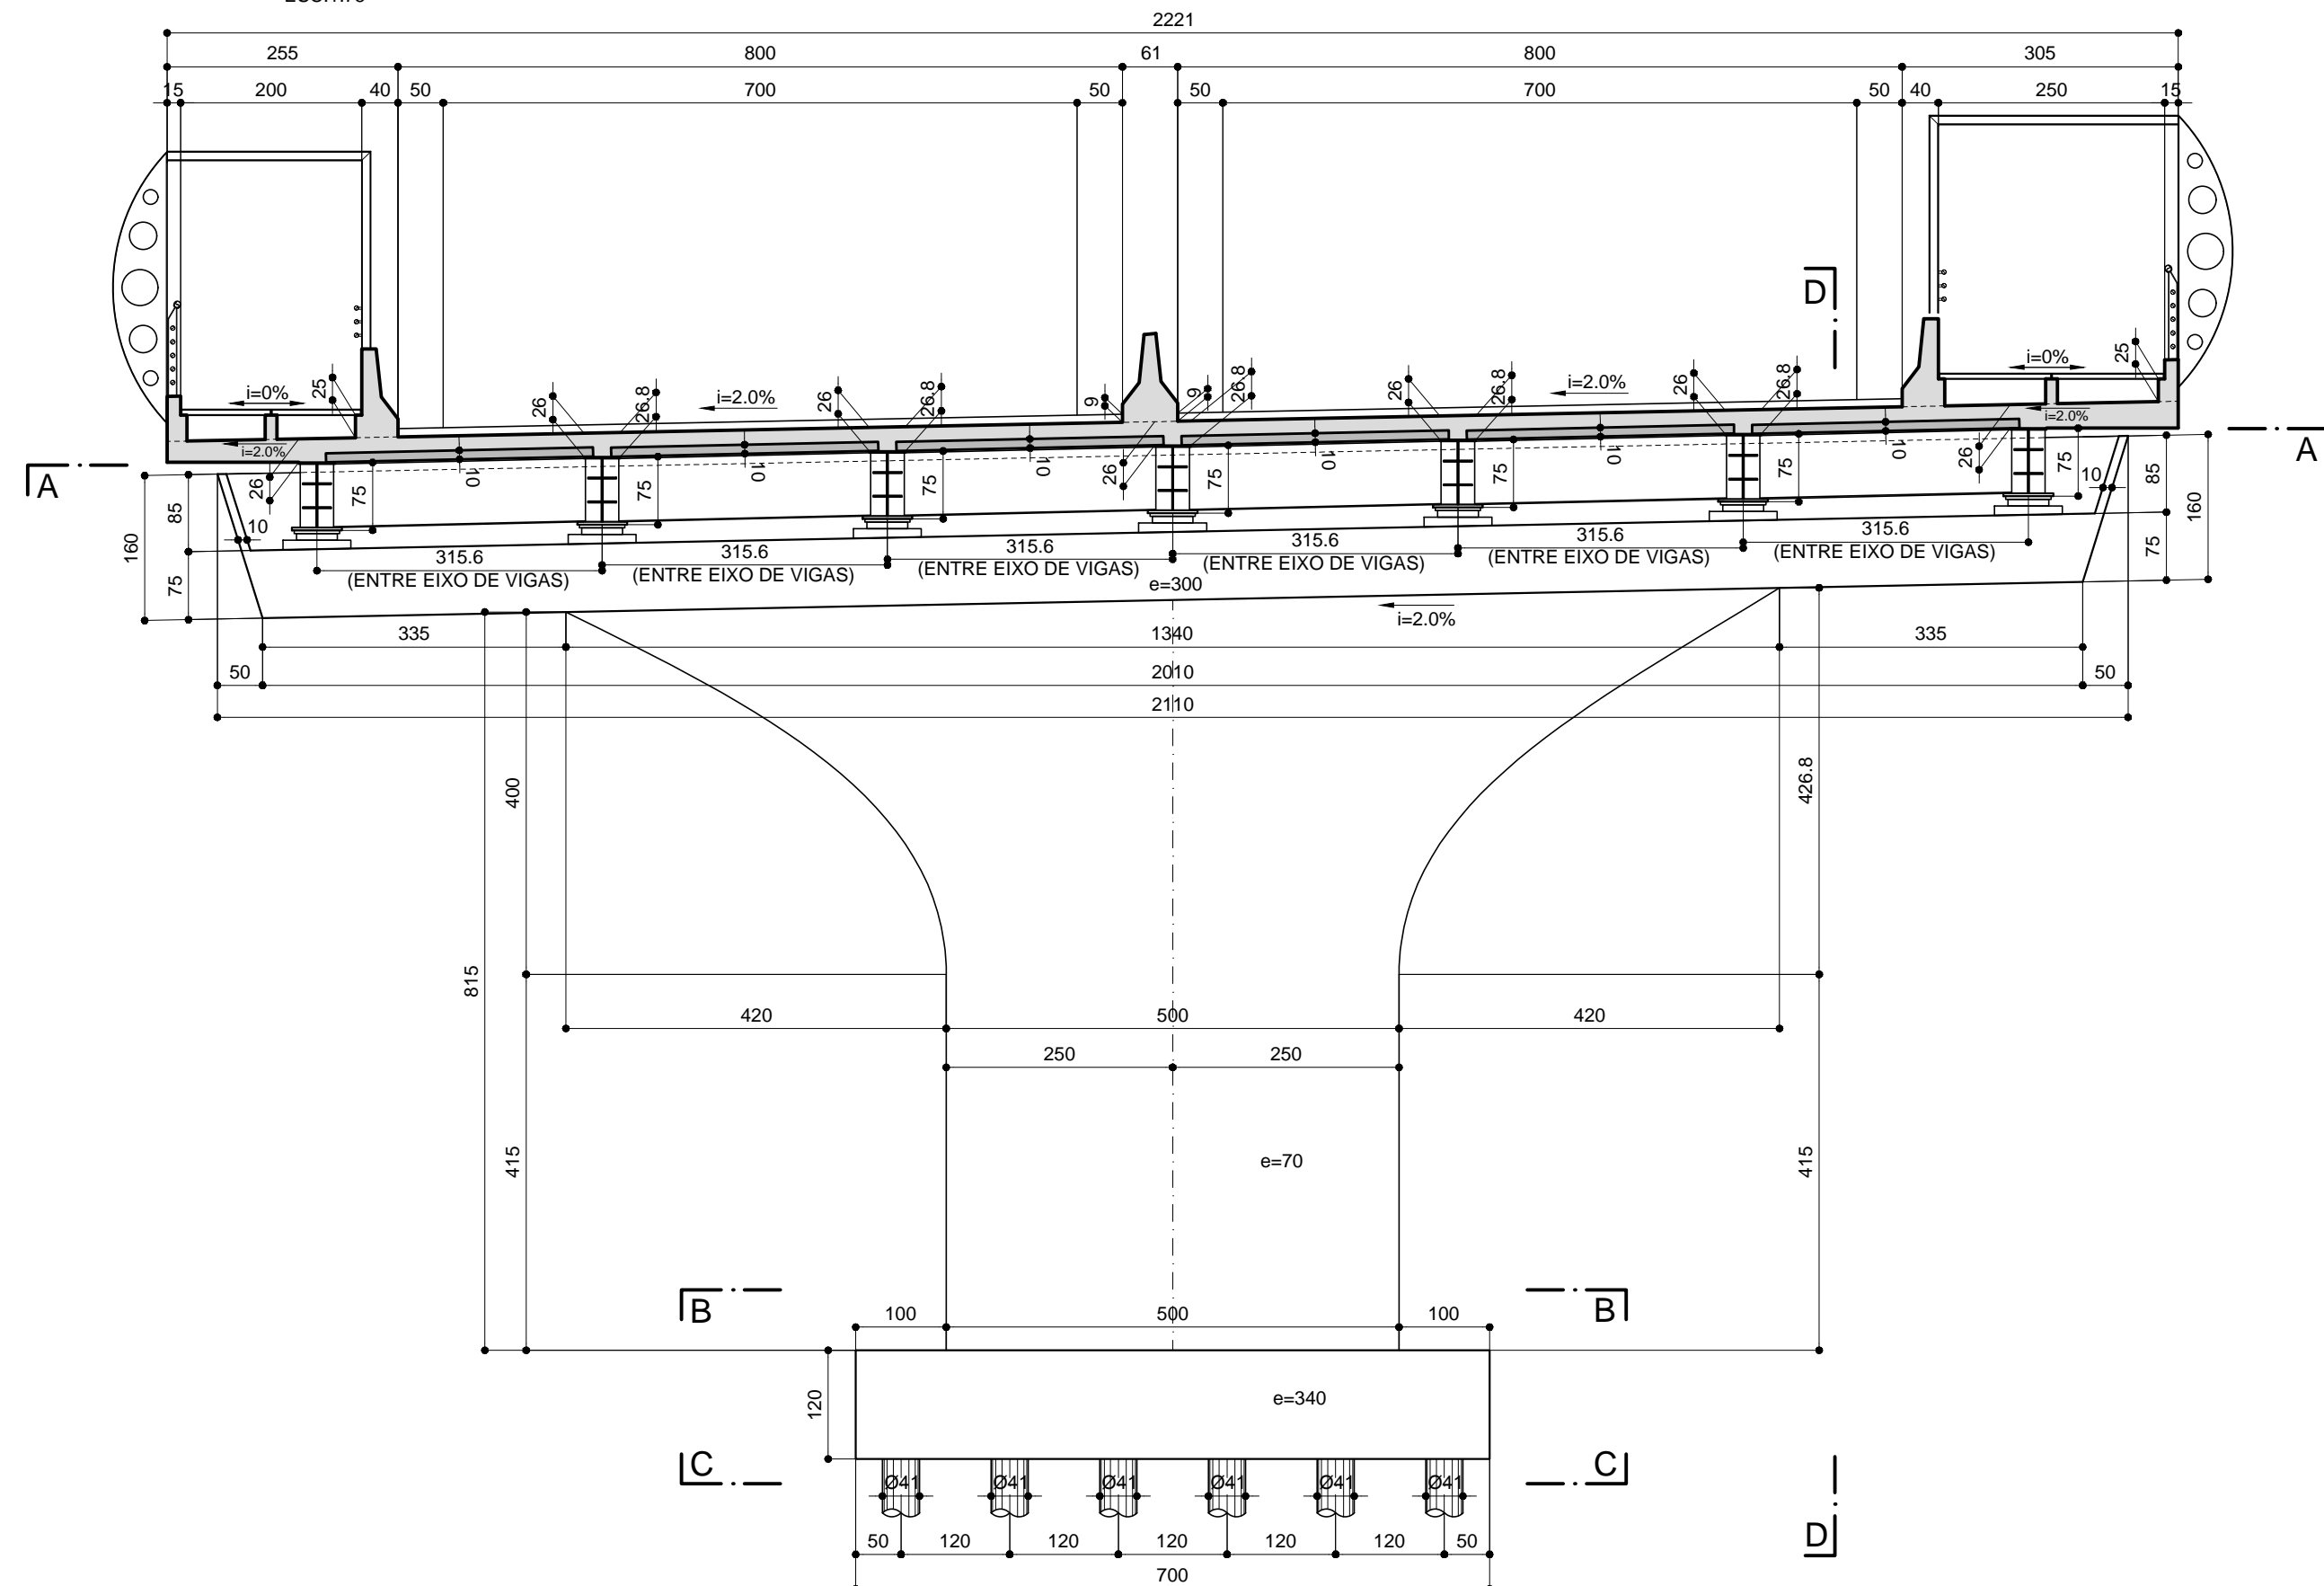 2221
255 800 61 800 305
15 200 40 50 700 50 50 700 50 40 250 15
D
i=0% 25 26 26.8 i=2.0% 26 26.8 9 9 26.8 26 26.8 i=2.0% 26 26.8 i=0% 25
i=2.0% i=2.0%
A A
10 10 10 10 10 10
26 75 75 75 26 75 75 75 26 75 10
160 85 75 10 85 75 160
315.6 315.6 315.6 315.6 315.6 315.6
(ENTRE EIXO DE VIGAS) (ENTRE EIXO DE VIGAS) (ENTRE EIXO DE VIGAS) (ENTRE EIXO DE VIGAS) (ENTRE EIXO DE VIGAS) (ENTRE EIXO DE VIGAS)
e=300
i=2.0%
335 1340 335
50 2010 50
2110
400 426.8
815
420 500 420
250 250
415 e=70 415
B B
100 500 100
120 e=340
C C
Ø41 Ø41 Ø41 Ø41 Ø41 Ø41
D
50 120 120 120 120 120 50
700